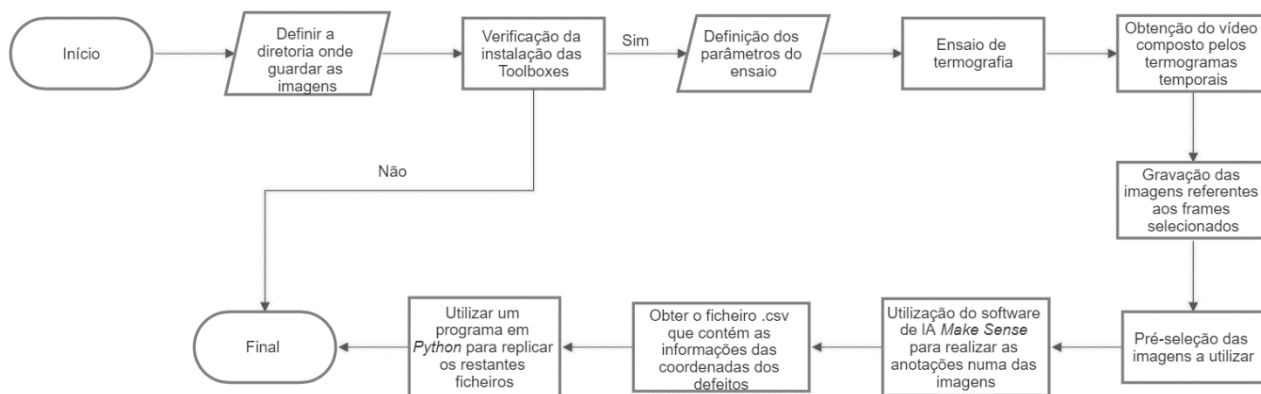 Início
Definir a
diretoria onde
guardar as
imagens
Verificação da
instalação das
Toolboxes
Sim
Definição dos
parâmetros do
ensaio
Ensaio de
termografia
Obtenção do vídeo
composto pelos
termogramas
temporais
Não
Gravação das
imagens referentes
aos frames
selecionados
Pré-seleção das
imagens a utilizar
Utilização do software
de IA Make Sense
para realizar as
anotações numa das
imagens
Obter o ficheiro .csv
que contém as
informações das
coordenadas dos
defeitos
Utilizar um
programa em
Python para replicar
os restantes
ficheiros
Final